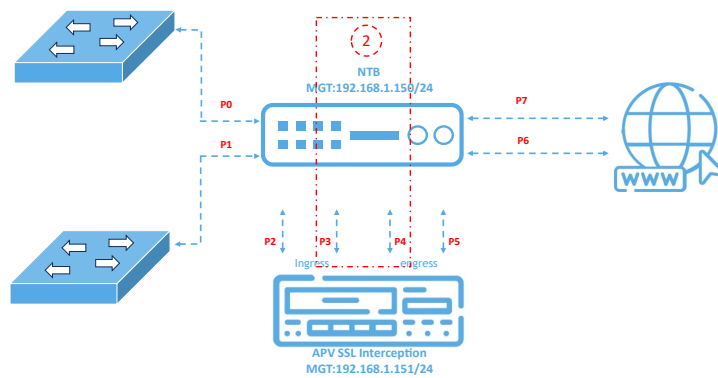 2
NTB
MGT:192.168.1.150/24
P0
P7
P1
P6
WWW
P2
P3
P4
P5
Ingress
engress
APV SSL Interception
MGT:192.168.1.151/24